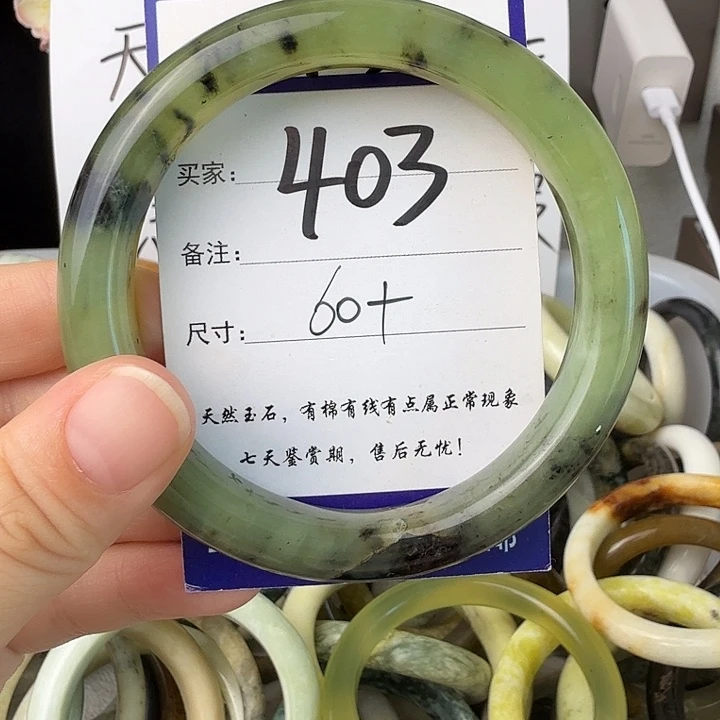 天
买家: 403
备注:
尺寸: 60+
天然玉石，有棉有线有点属正常现象
七天鉴赏期，售后无忧！